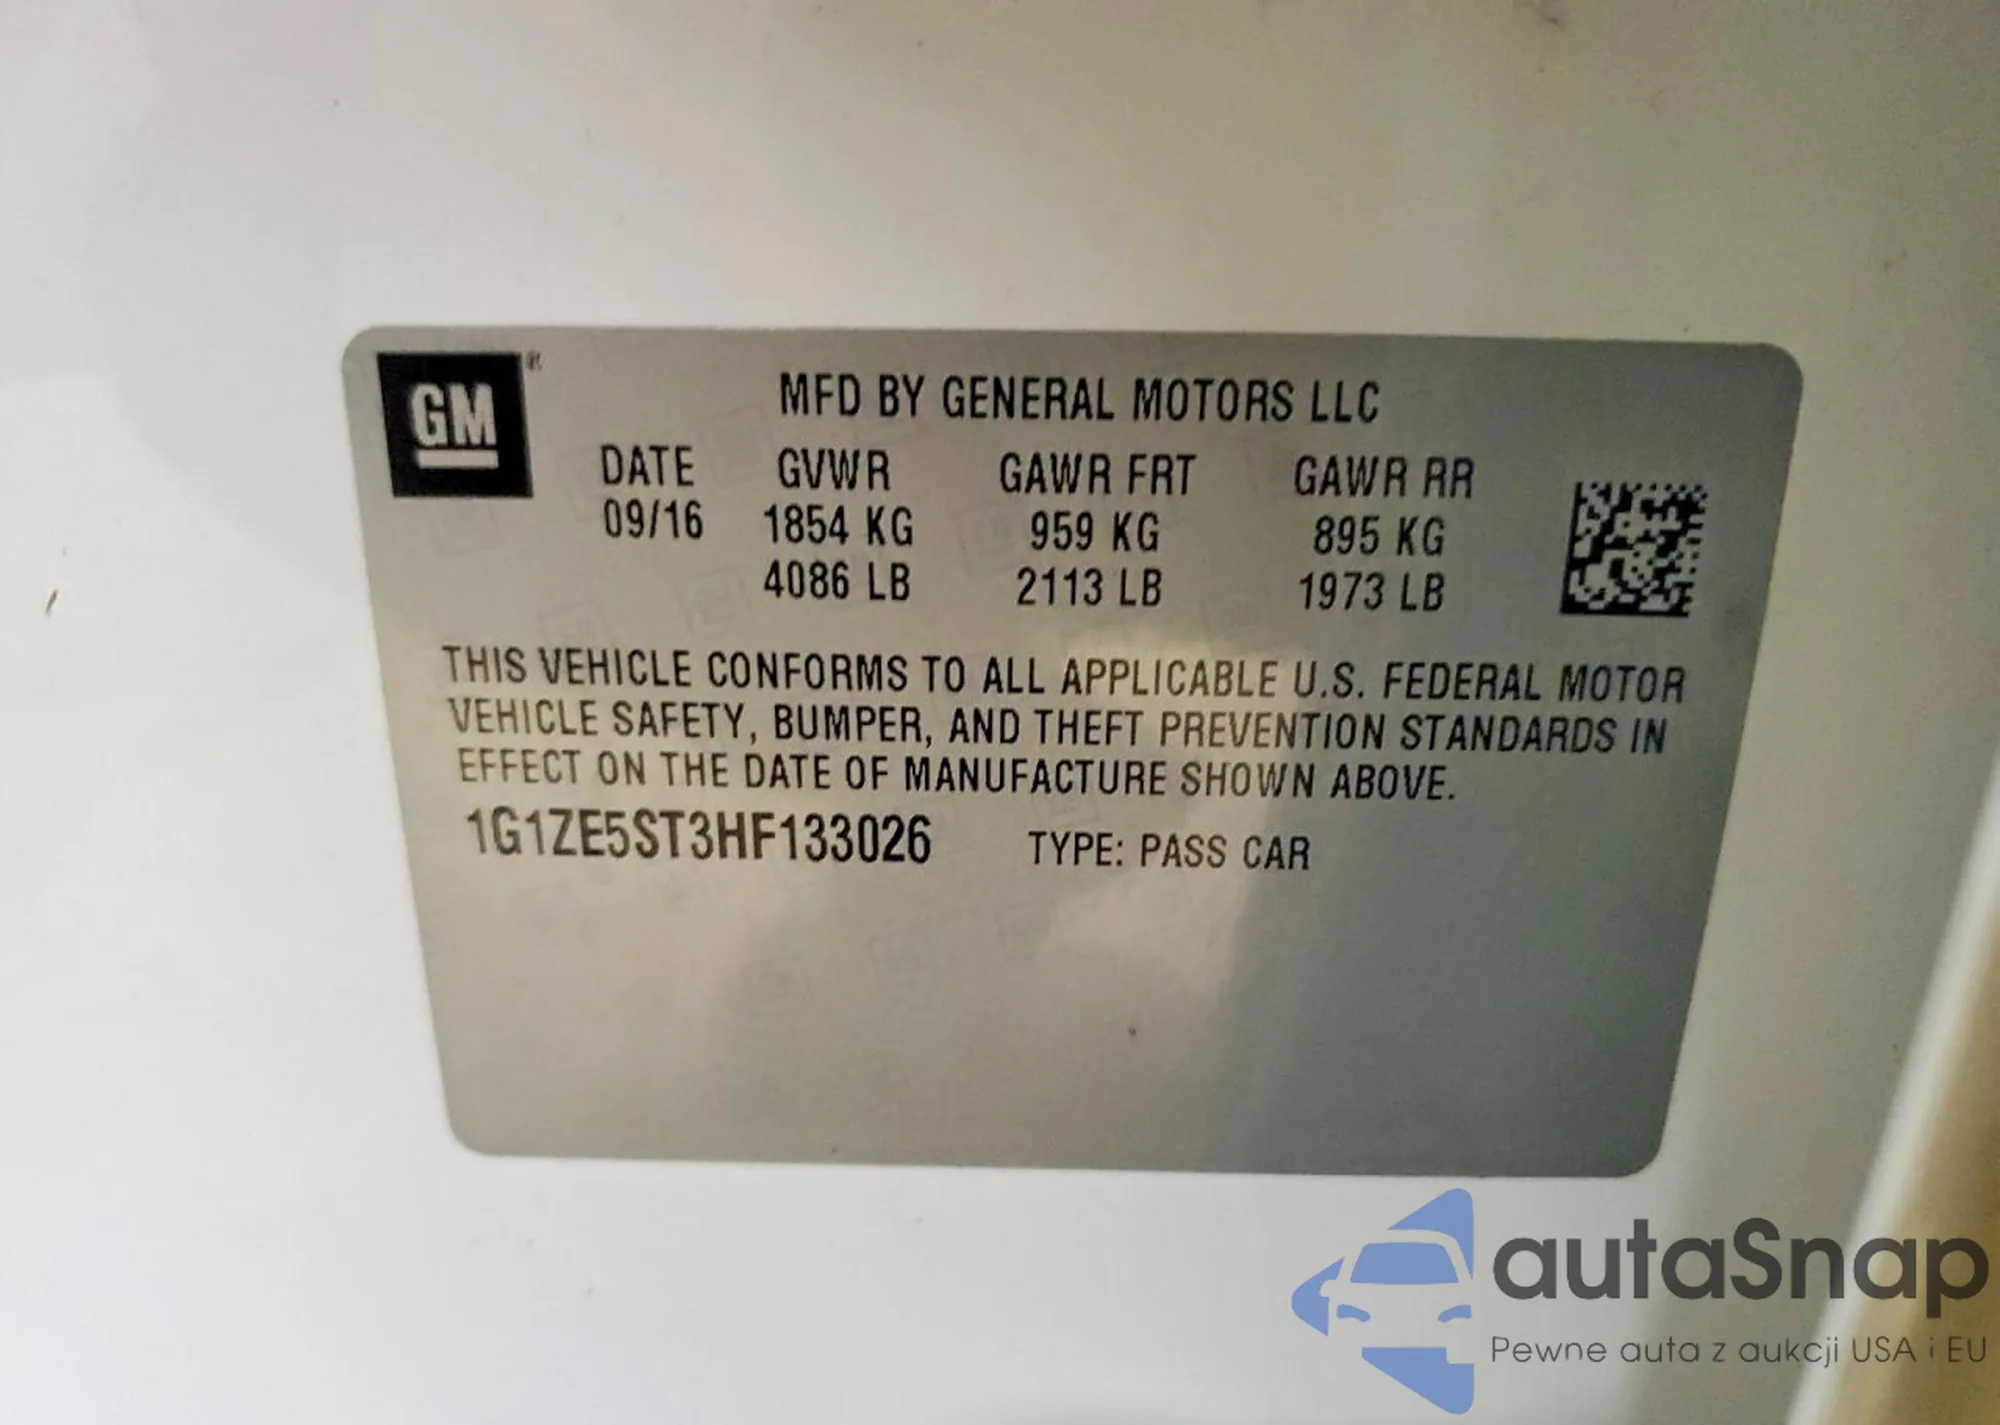 GM ®
MFD BY GENERAL MOTORS LLC
DATE GVWR GAWR FRT GAWR RR
09/16 1854 KG 959 KG 895 KG
4086 LB 2113 LB 1973 LB
THIS VEHICLE CONFORMS TO ALL APPLICABLE U.S. FEDERAL MOTOR
VEHICLE SAFETY, BUMPER, AND THEFT PREVENTION STANDARDS IN
EFFECT ON THE DATE OF MANUFACTURE SHOWN ABOVE.
1G1ZE5ST3HF133026 TYPE: PASS CAR
autaSnap
Pewne auta z aukcji USA i EU